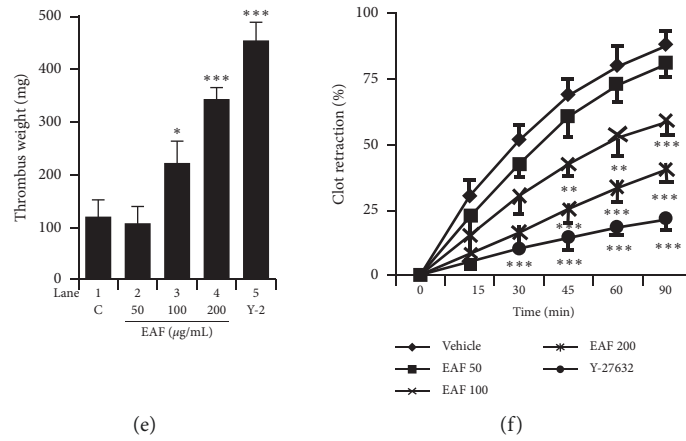 500
400
300
200
100
0
Thrombus weight (mg)
***
***
*
Lane 1 2 3 4 5
C 50 100 200 Y-2
EAF (μg/mL)
(e)
100
75
50
25
0
Clot retraction (%)
***
**
**
***
***
***
***
***
***
***
0 15 30 45 60 90
Time (min)
Vehicle
EAF 50
EAF 100
EAF 200
Y-27632
(f)